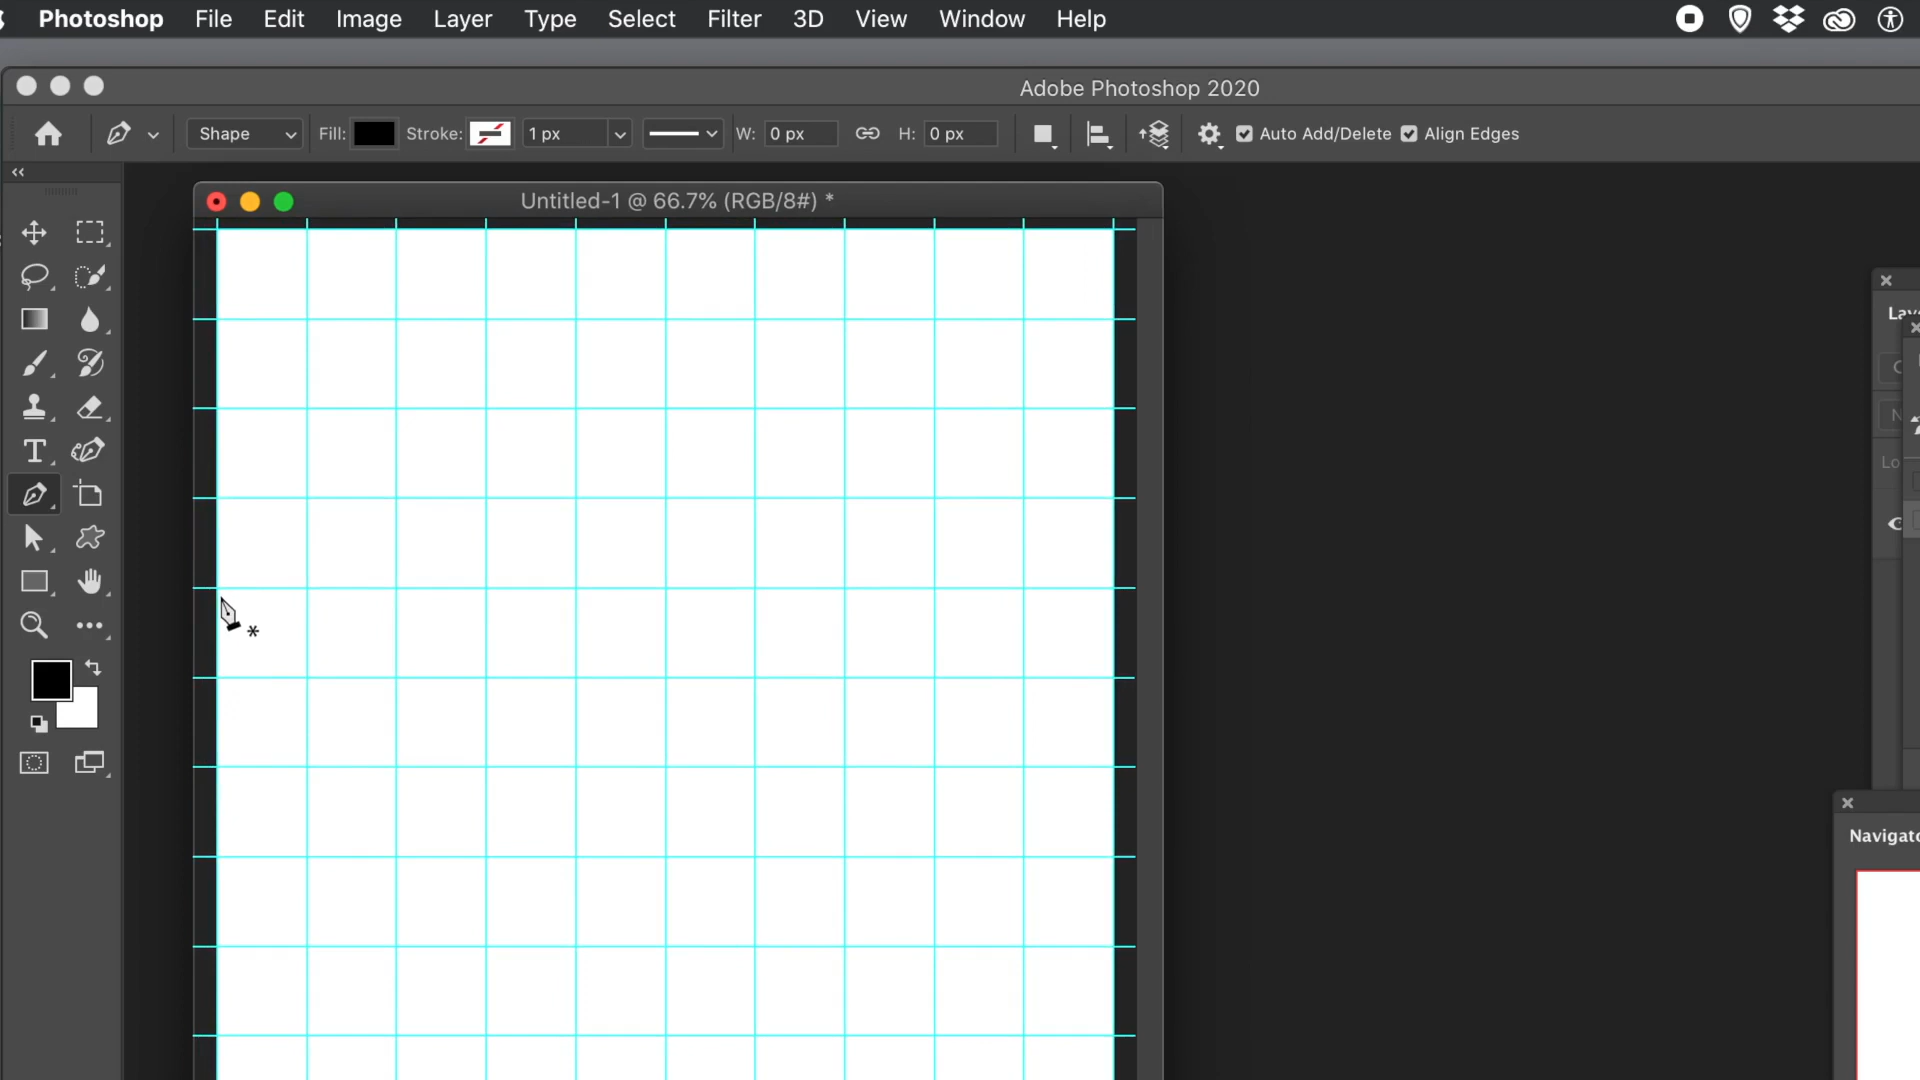 Photoshop File Edit Image Layer Type Select Filter 3D View Window Help
Adobe Photoshop 2020
Shape Fill: Stroke: 1 px W: 0 px H: 0 px Auto Add/Delete Align Edges
Untitled-1 @ 66.7% (RGB/8#) *
Lo
Navigato